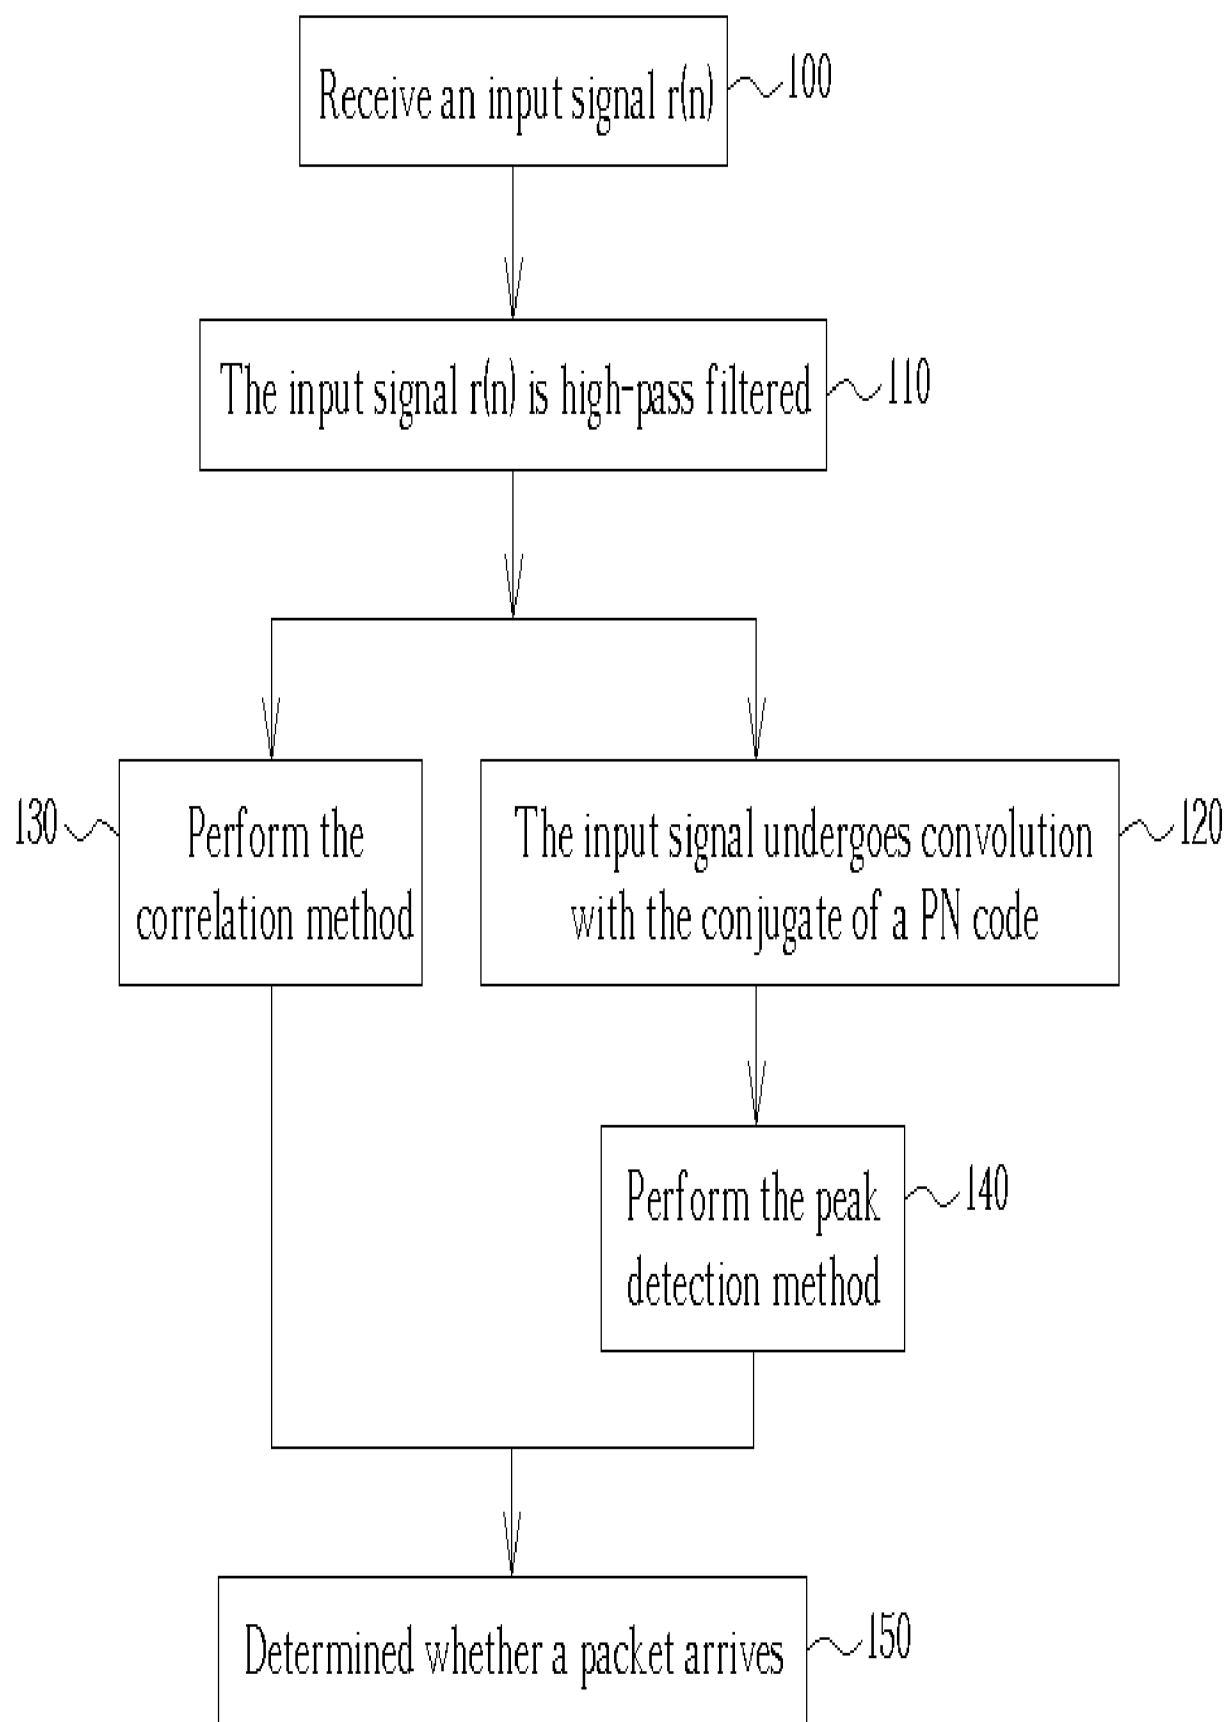 Receive an input signal r(n)
100
The input signal r(n) is high-pass filtered
110
130
Perform the
correlation method
The input signal undergoes convolution
with the conjugate of a PN code
120
Perform the peak
detection method
140
Determined whether a packet arrives
150